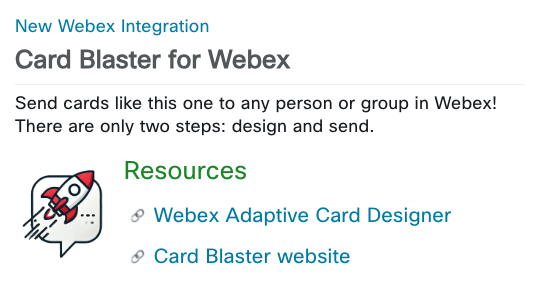 New Webex Integration
Card Blaster for Webex
Send cards like this one to any person or group in Webex!
There are only two steps: design and send.
Resources
Webex Adaptive Card Designer
Card Blaster website